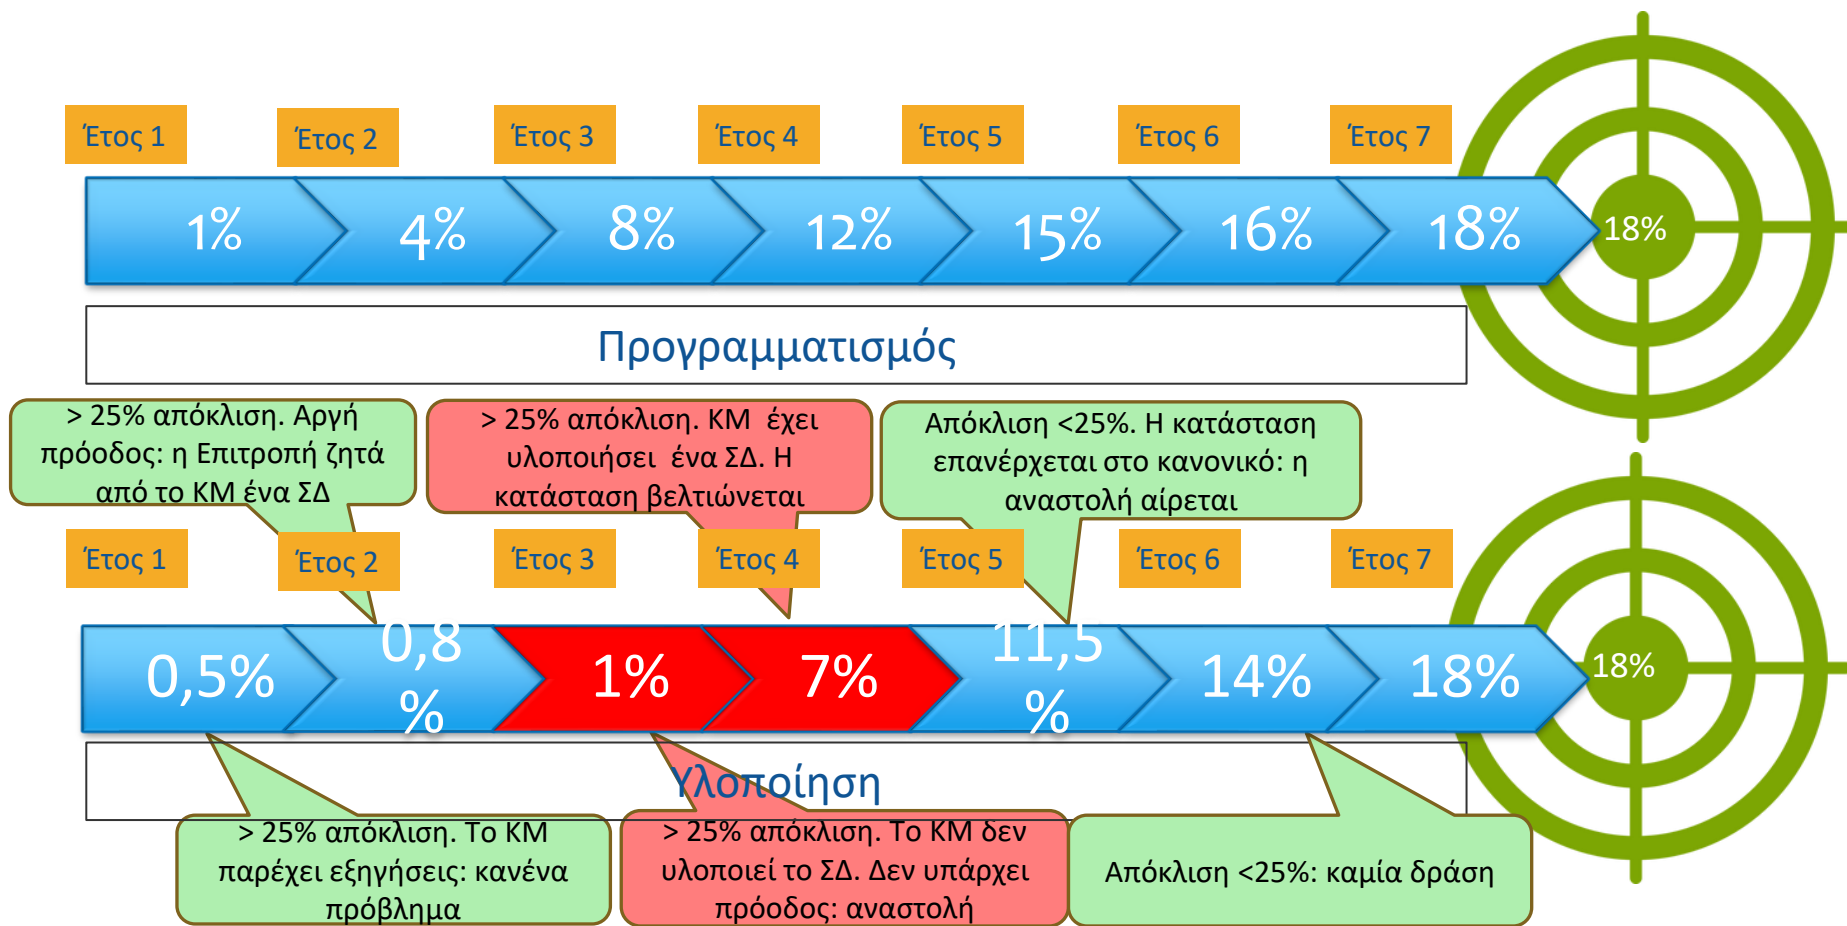 Έτος 1
Έτος 2
Έτος 3
Έτος 4
Έτος 5
Έτος 6
Έτος 7
1%
4%
8%
12%
15%
16%
18%
18%
Προγραμματισμός
> 25% απόκλιση. Αργή
πρόοδος: η Επιτροπή ζητά
από το ΚΜ ένα ΣΔ
> 25% απόκλιση. ΚΜ έχει
υλοποιήσει ένα ΣΔ. Η
κατάσταση βελτιώνεται
Απόκλιση <25%. Η κατάσταση
επανέρχεται στο κανονικό: η
αναστολή αίρεται
Έτος 1
Έτος 2
Έτος 3
Έτος 4
Έτος 5
Έτος 6
Έτος 7
0,5%
0,8
%
1%
7%
11,5
%
14%
18%
18%
Υλοποίηση
> 25% απόκλιση. Το ΚΜ
παρέχει εξηγήσεις: κανένα
πρόβλημα
> 25% απόκλιση. Το ΚΜ δεν
υλοποιεί το ΣΔ. Δεν υπάρχει
πρόοδος: αναστολή
Απόκλιση <25%: καμία δράση